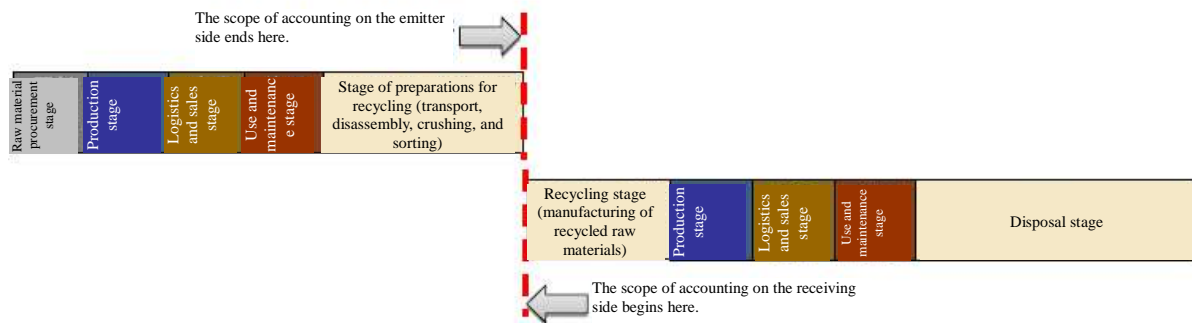 The scope of accounting on the emitter
side ends here.
Raw material
procurement
stage
Production
stage
Logistics
and sales
stage
Use and
maintenanc
e stage
Stage of preparations for
recycling (transport,
disassembly, crushing, and
sorting)
Recycling stage
(manufacturing of
recycled raw
materials)
Production
stage
Logistics
and sales
stage
Use and
maintenance
stage
Disposal stage
The scope of accounting on the receiving
side begins here.